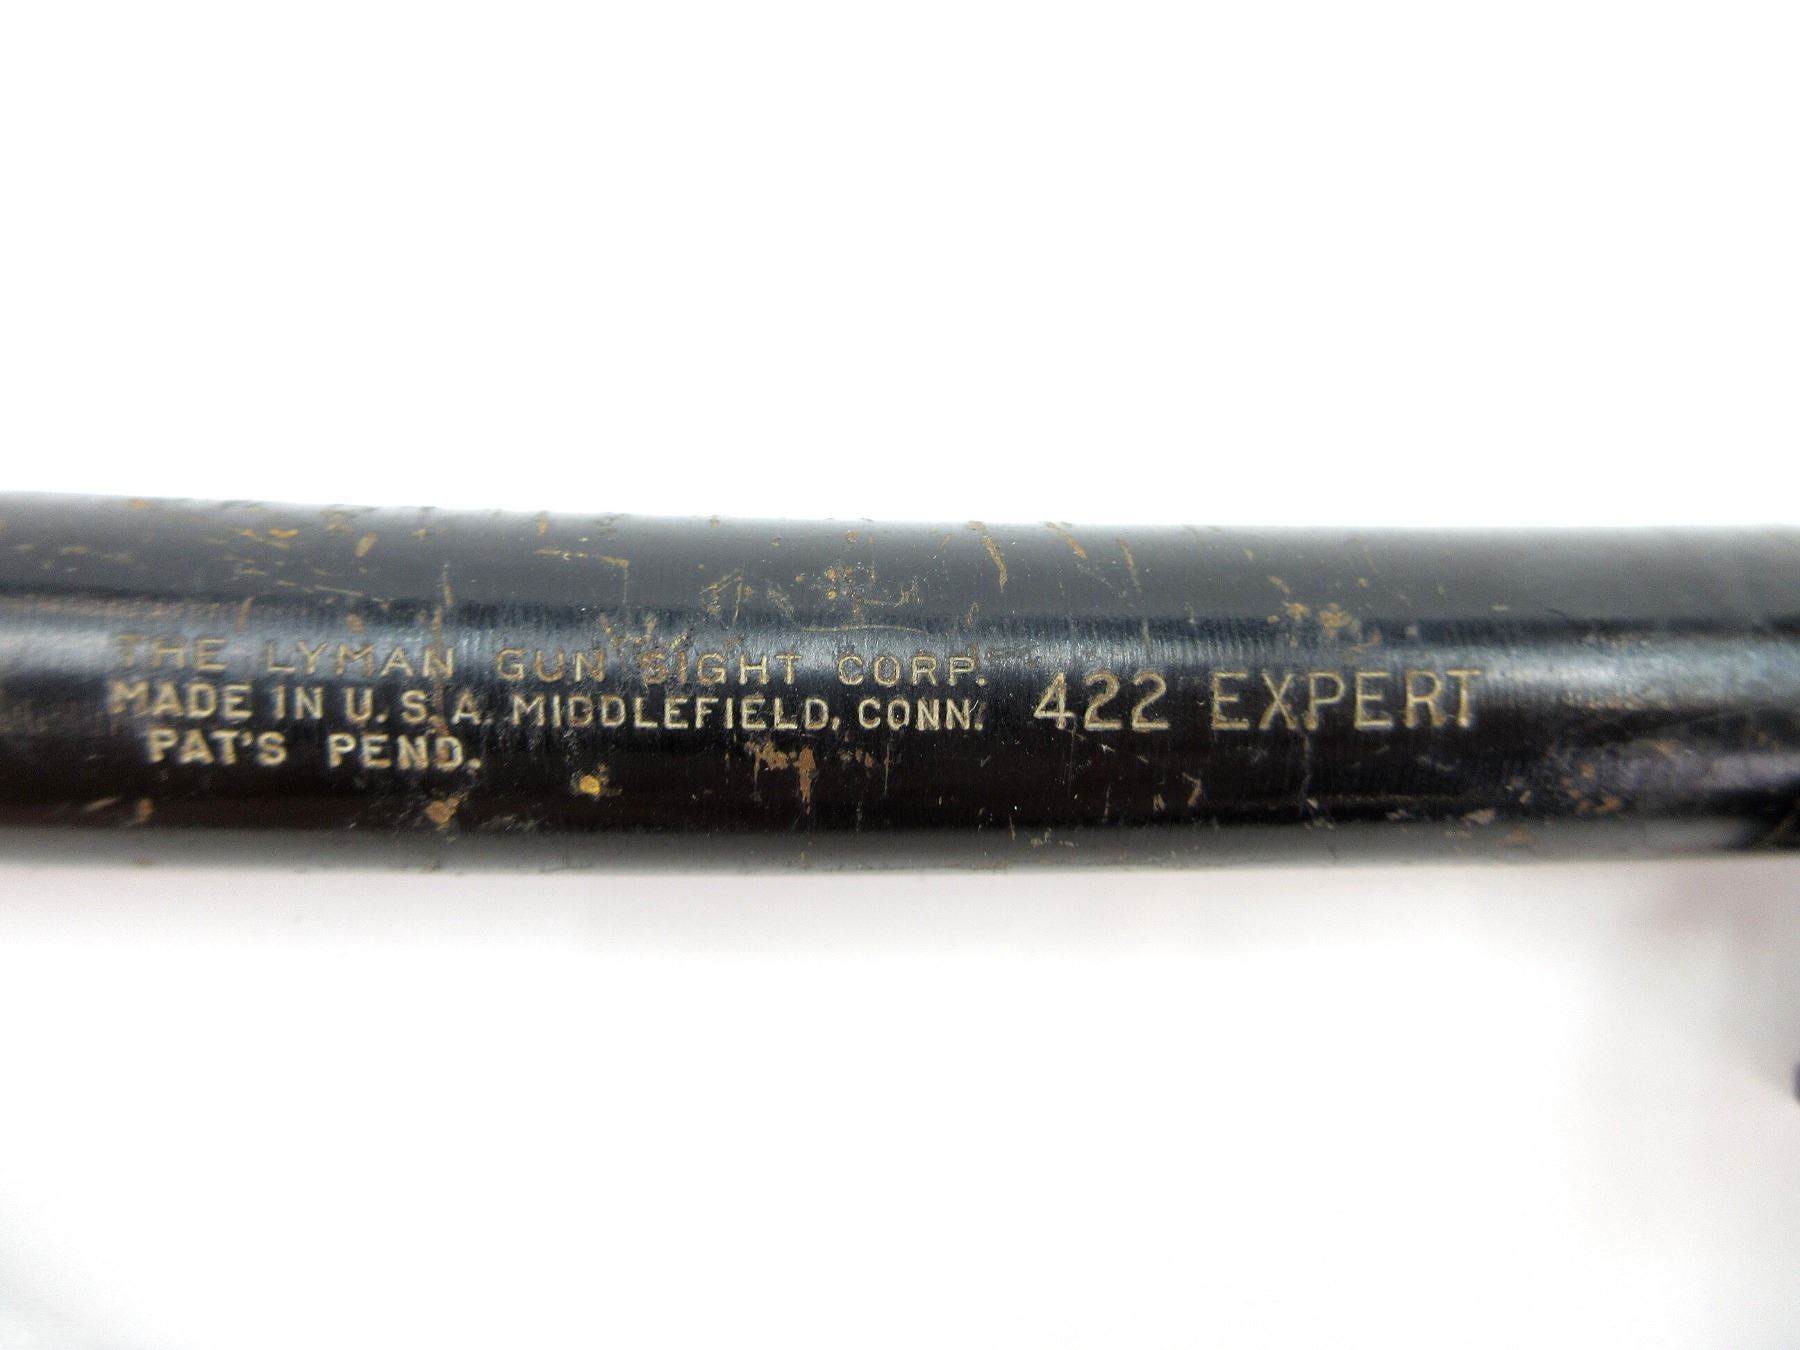 THE LYMAN GUN SIGHT CORP.
MADE IN U.S.A. MIDDLEFIELD, CONN.
PAT'S PEND.
422 EXPERT